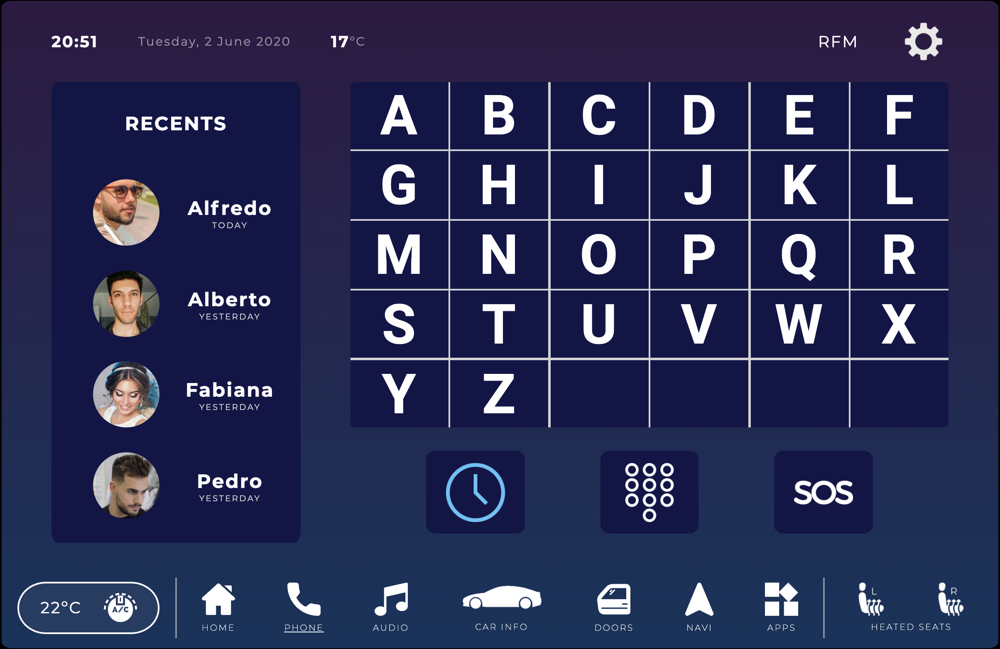 20:51 Tuesday, 2 June 2020 17°C RFM
RECENTS
Alfredo
TODAY
Alberto
YESTERDAY
Fabiana
YESTERDAY
Pedro
YESTERDAY
A B C D E F
G H I J K L
M N O P Q R
S T U V W X
Y Z
SOS
22°C A/C
HOME
PHONE
AUDIO
CAR INFO
DOORS
NAVI
APPS
L R
HEATED SEATS